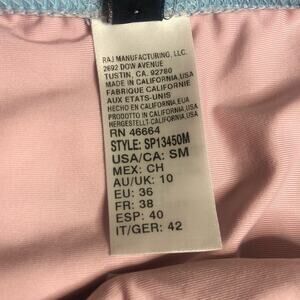 RAJ MANUFACTURING, LLC.
2692 DOW AVENUE
TUSTIN, CA. 92780
MADE IN CALIFORNIA, USA
FABRIQUE CALIFORNIE
AUX ETATS-UNIS
HECHO EN CALIFORNIA, EUA
PRODOTTO IN CALIFORNIA, USA
HERGESTELLT-CALIFORNIA, USA
RN 46664
STYLE: SP13450M
USA/CA: SM
MEX: CH
AU/UK: 10
EU: 36
FR: 38
ESP: 40
IT/GER: 42